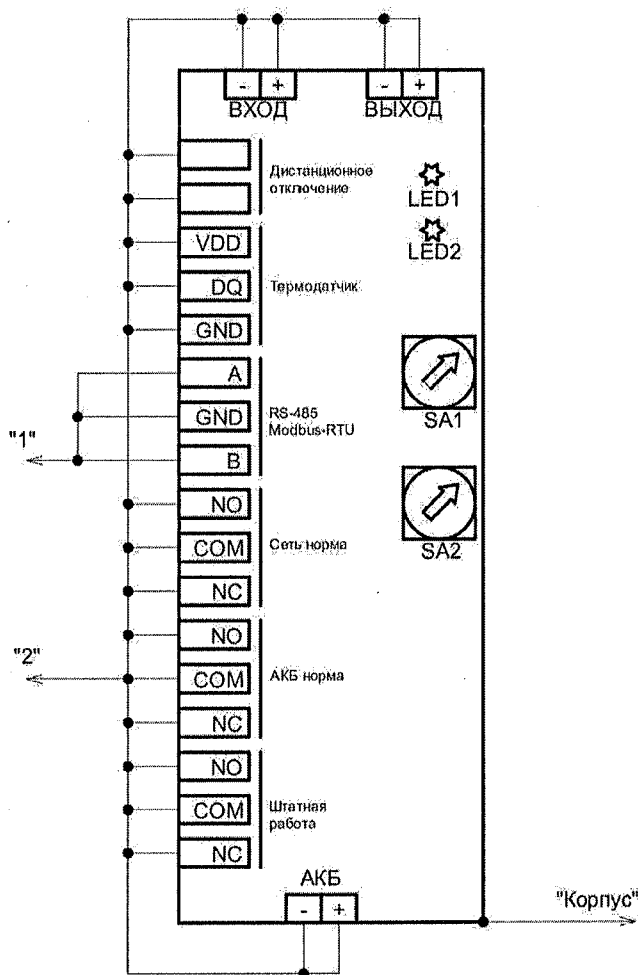 - + - +
ВХОД ВЫХОД
Дистанционное
отключение
LED1
VDD
LED2
DQ Термодатчик
GND
A
GND RS-485
Modbus-RTU
SA1
"1"
B
NO
COM Сеть норма
SA2
NC
NO
"2"
COM АКБ норма
NC
NO
COM Штатная
работа
NC
АКБ
"Корпус"
- +